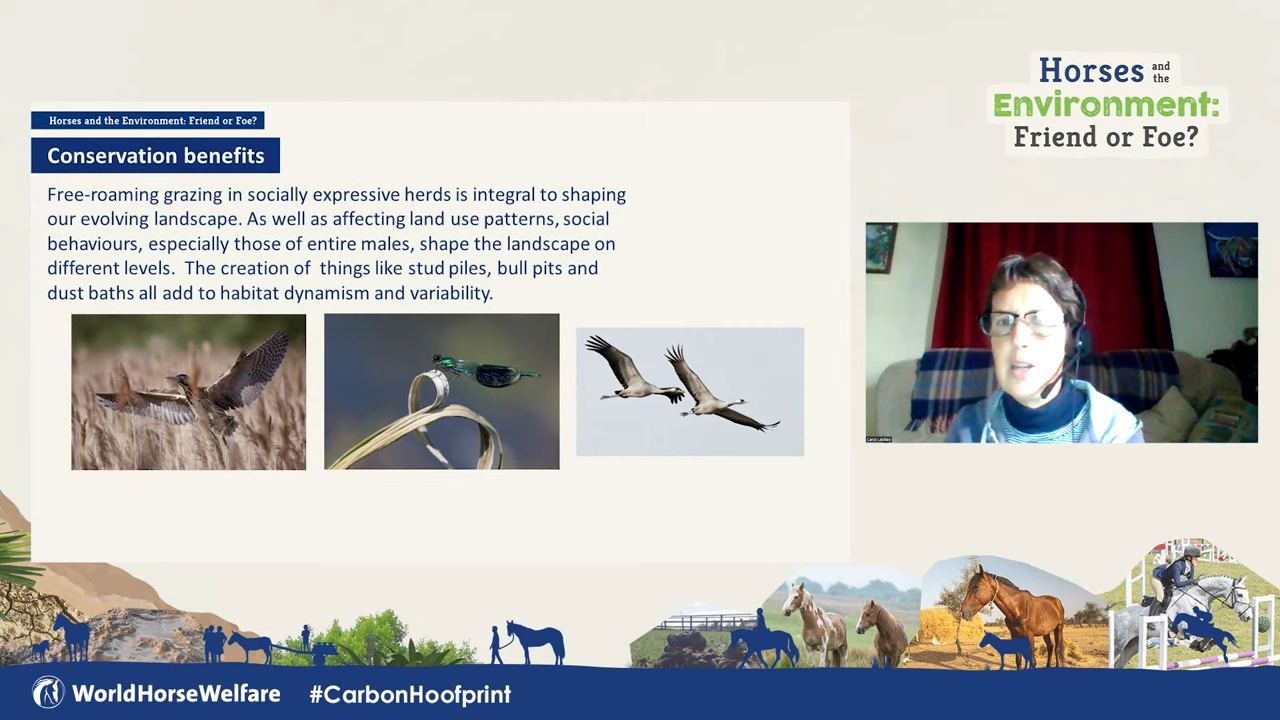 Horses and the
Environment:
Friend or Foe?
Horses and the Environment: Friend or Foe?
Conservation benefits
Free-roaming grazing in socially expressive herds is integral to shaping
our evolving landscape. As well as affecting land use patterns, social
behaviours, especially those of entire males, shape the landscape on
different levels.  The creation of  things like stud piles, bull pits and
dust baths all add to habitat dynamism and variability.
WorldHorseWelfare
#CarbonHoofprint